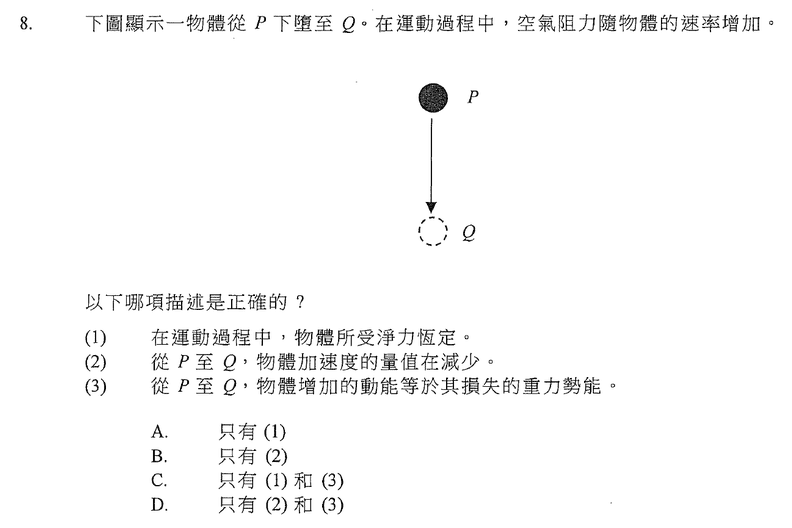 8. 下圖顯示一物體從 P 下墮至 Q。在運動過程中，空氣阻力隨物體的速率增加。
P
Q
以下哪項描述是正確的？
(1) 在運動過程中，物體所受淨力恆定。
(2) 從 P 至 Q，物體加速度的量值在減少。
(3) 從 P 至 Q，物體增加的動能等於其損失的重力勢能。
A. 只有 (1)
B. 只有 (2)
C. 只有 (1) 和 (3)
D. 只有 (2) 和 (3)